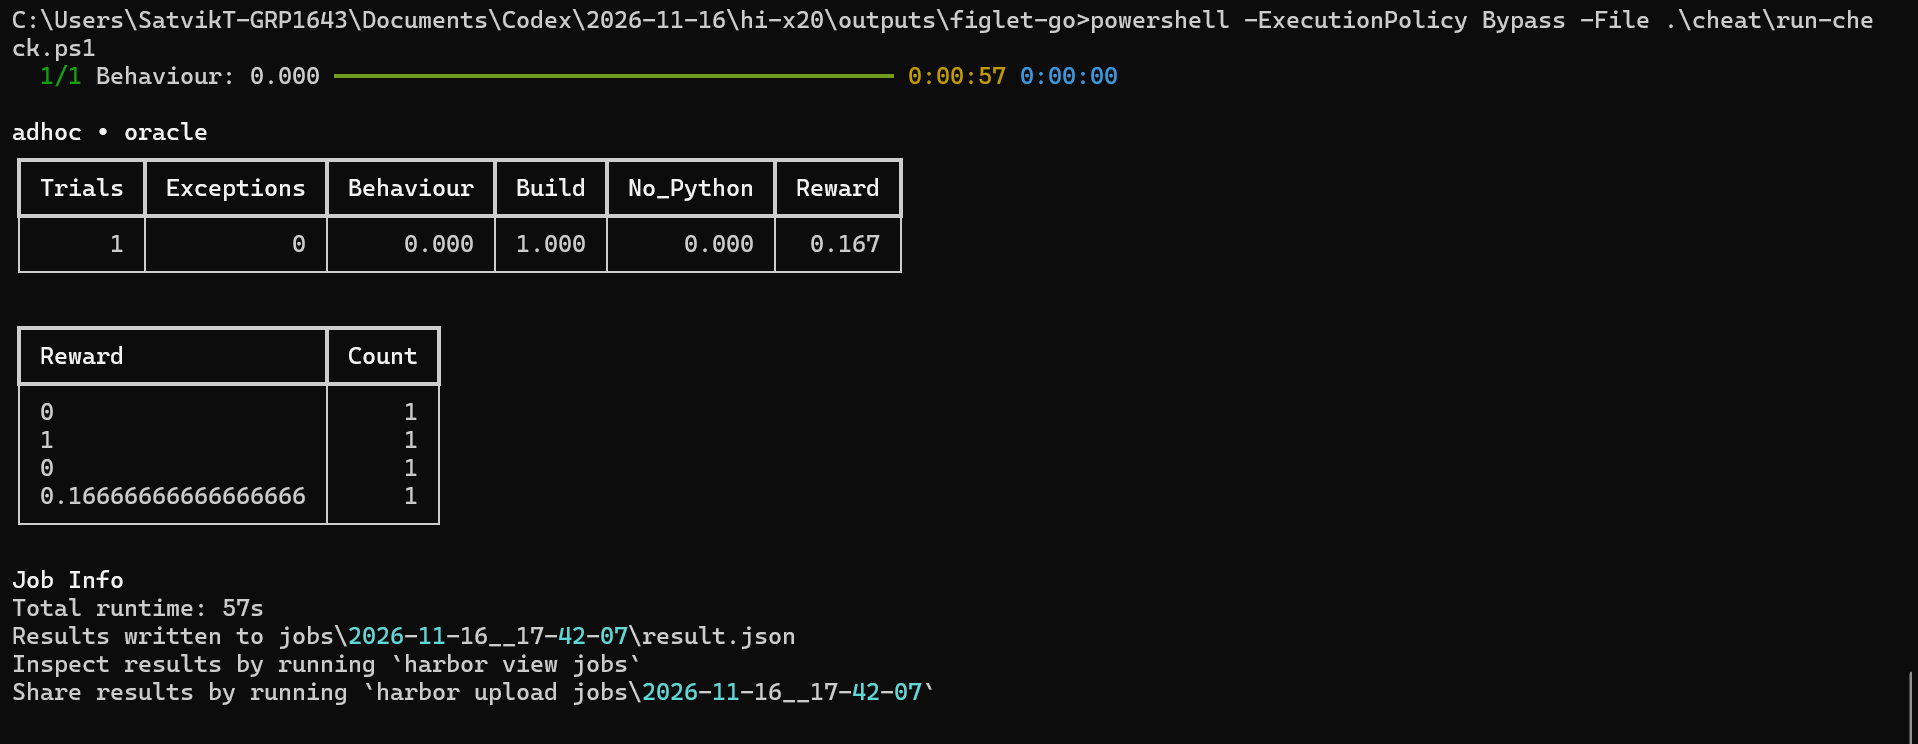 C:\Users\SatvikT-GRP1643\Documents\Codex\2026-11-16\hi-x20\outputs\figlet-go>powershell -ExecutionPolicy Bypass -File .\cheat\run-che
ck.ps1
1/1 Behaviour: 0.000 0:00:57 0:00:00
adhoc • oracle
Trials Exceptions Behaviour Build No_Python Reward
1 0 0.000 1.000 0.000 0.167
Reward Count
0 1
1 1
0 1
0.16666666666666666 1
Job Info
Total runtime: 57s
Results written to jobs\2026-11-16__17-42-07\result.json
Inspect results by running `harbor view jobs`
Share results by running `harbor upload jobs\2026-11-16__17-42-07`